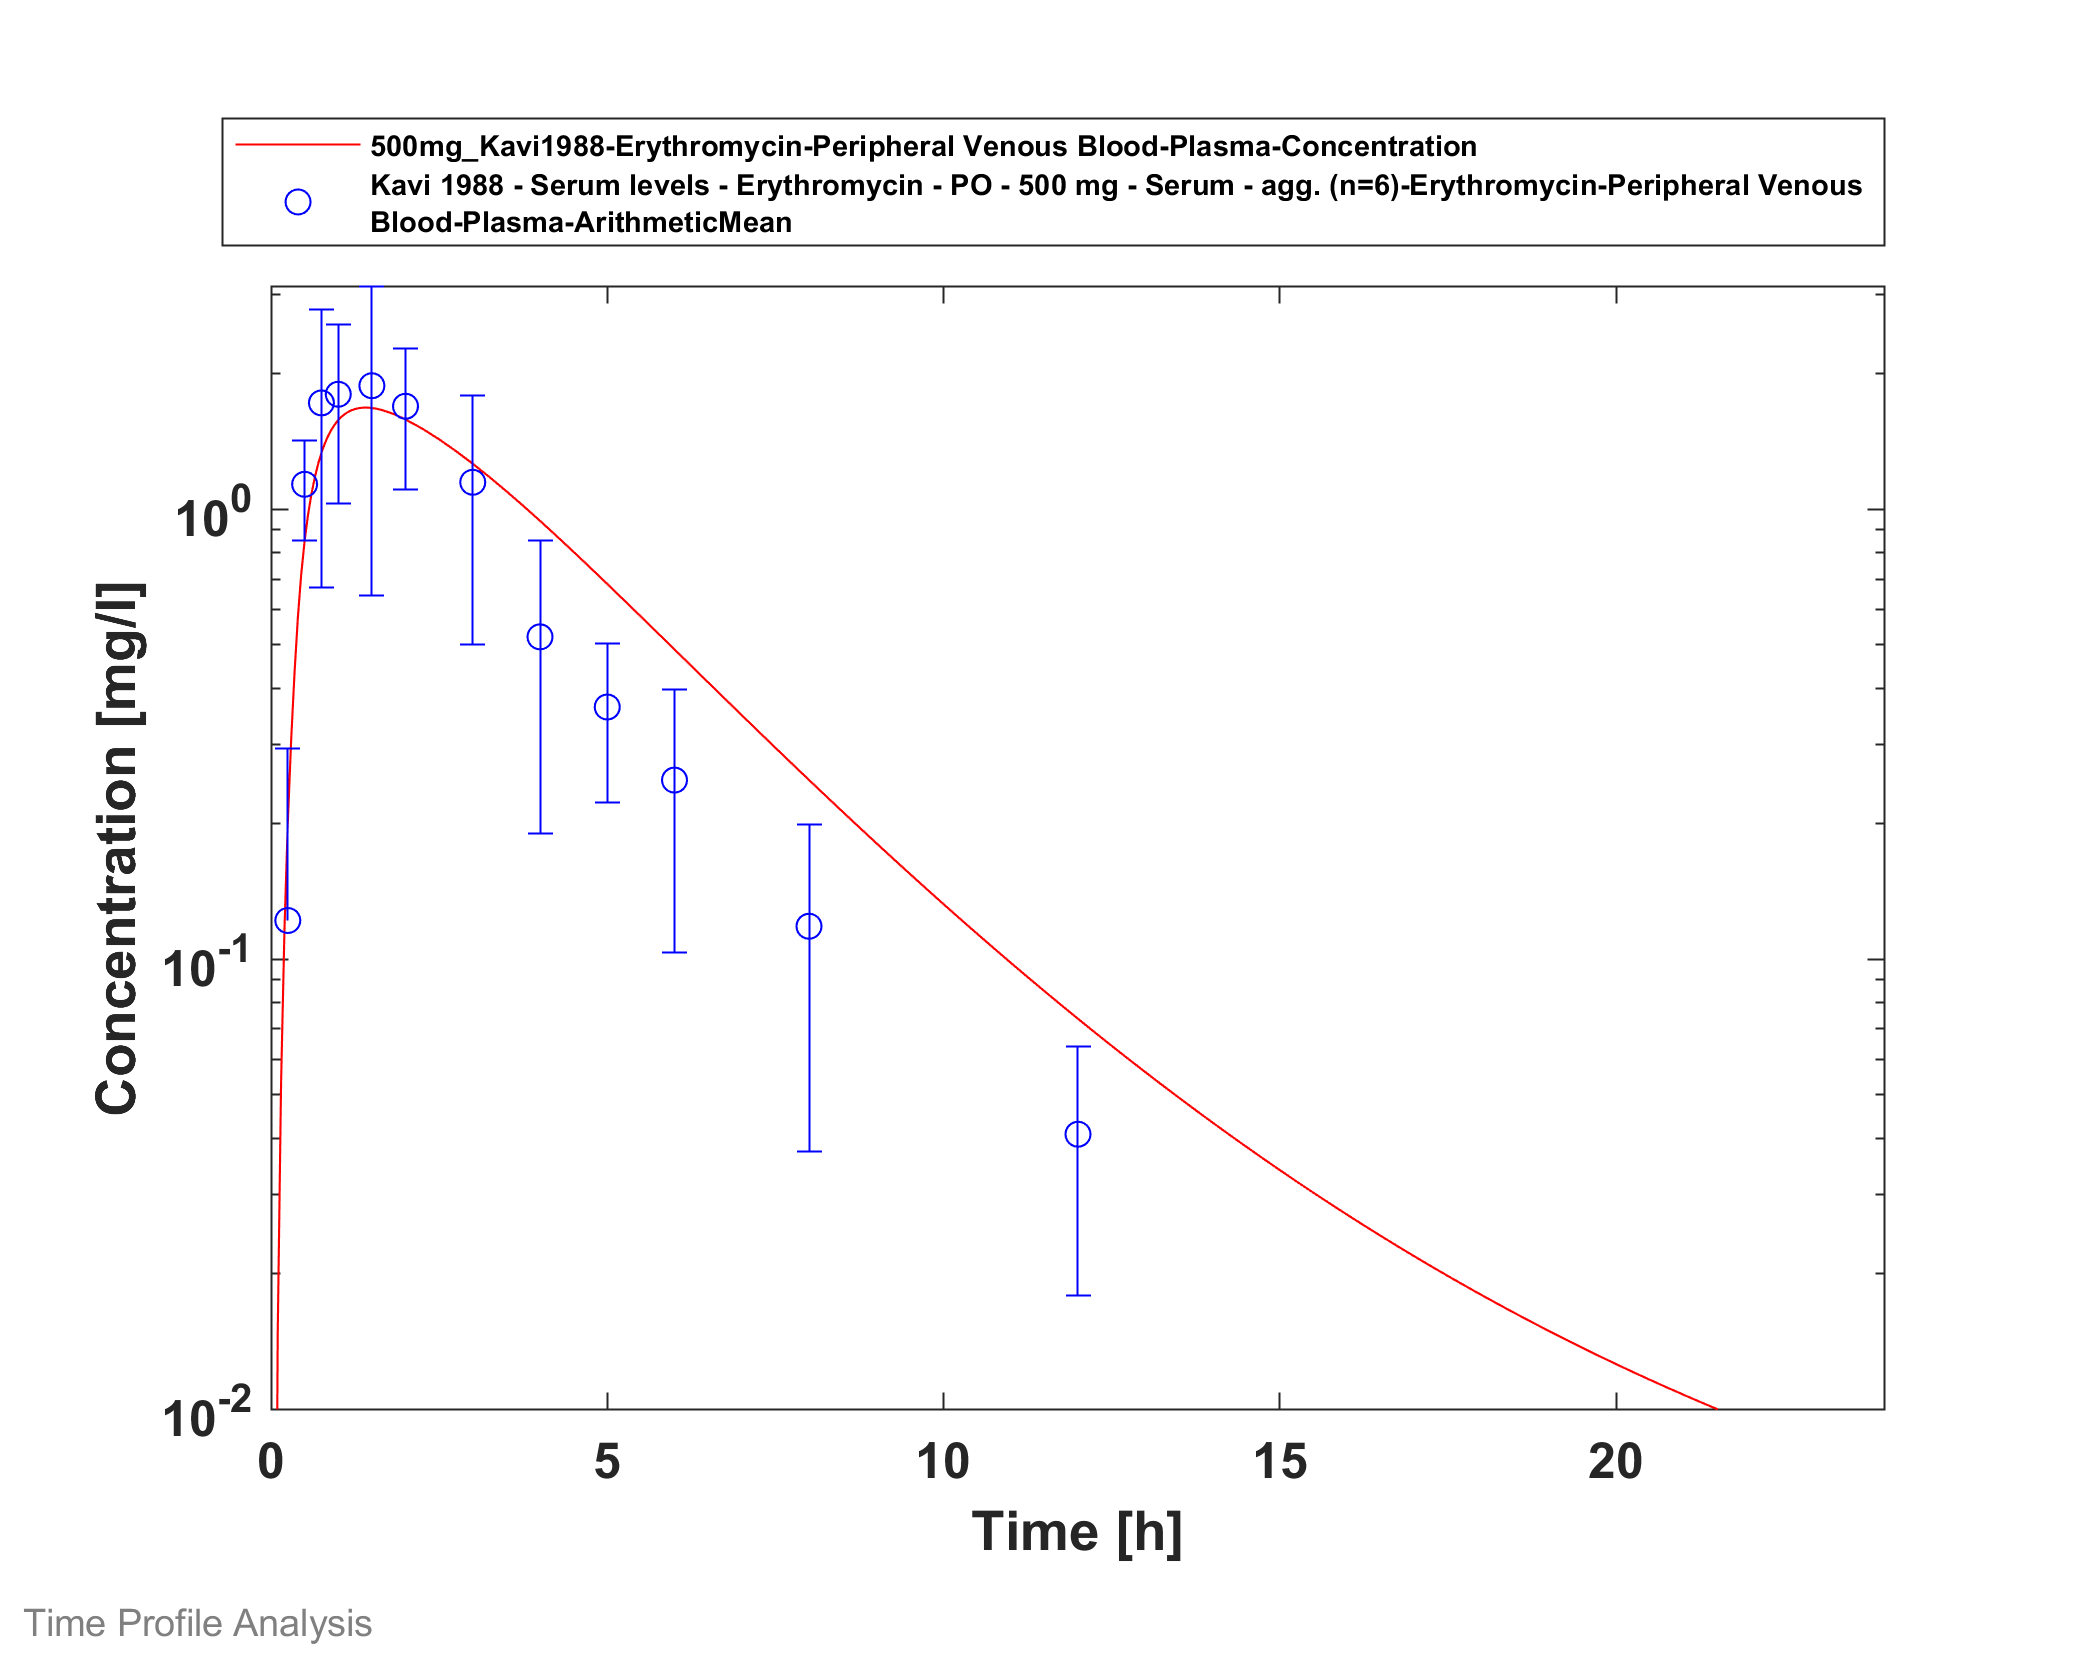 500mg_Kavi1988-Erythromycin-Peripheral Venous Blood-Plasma-Concentration
Kavi 1988 - Serum levels - Erythromycin - PO - 500 mg - Serum - agg. (n=6)-Erythromycin-Peripheral Venous
Blood-Plasma-ArithmeticMean
10^0
10^-1
10^-2
Concentration [mg/l]
0 5 10 15 20
Time [h]
Time Profile Analysis